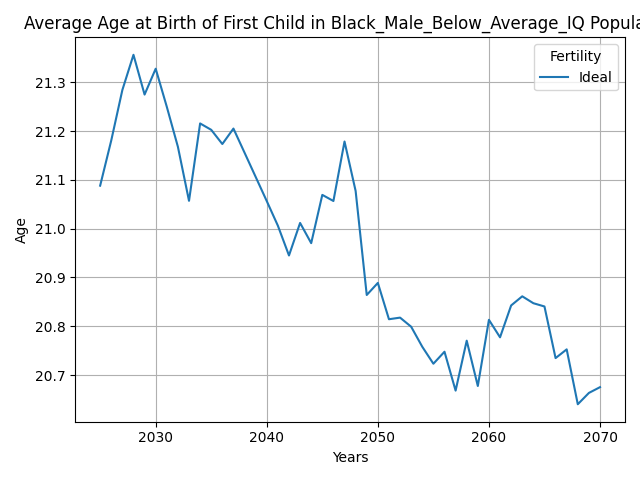 Average Age at Birth of First Child in Black_Male_Below_Average_IQ Popula
Fertility
Ideal
21.3
21.2
21.1
21.0
20.9
20.8
20.7
Age
2030 2040 2050 2060 2070
Years